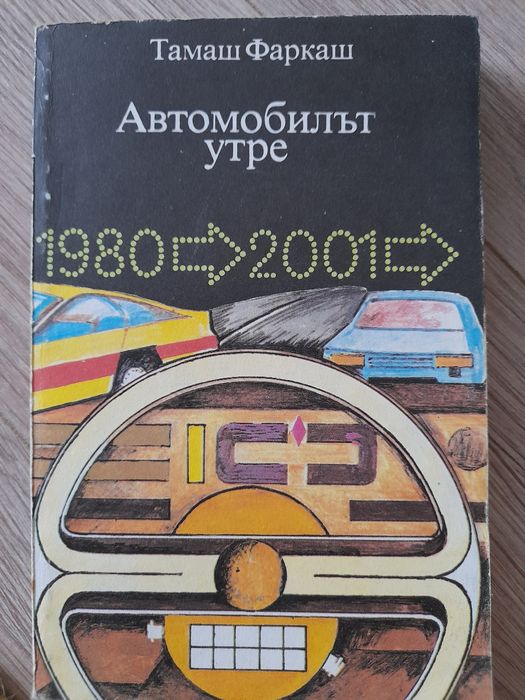 Тамаш Фаркаш
Автомобилът
утре
1980⇨2001⇨